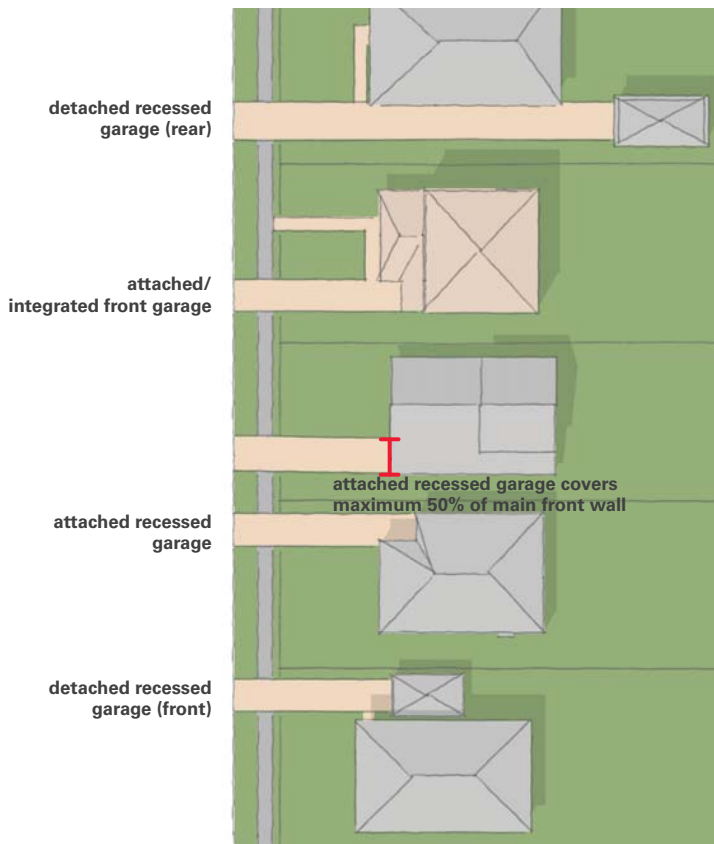 detached recessed
garage (rear)
attached/
integrated front garage
attached recessed garage covers
maximum 50% of main front wall
attached recessed
garage
detached recessed
garage (front)